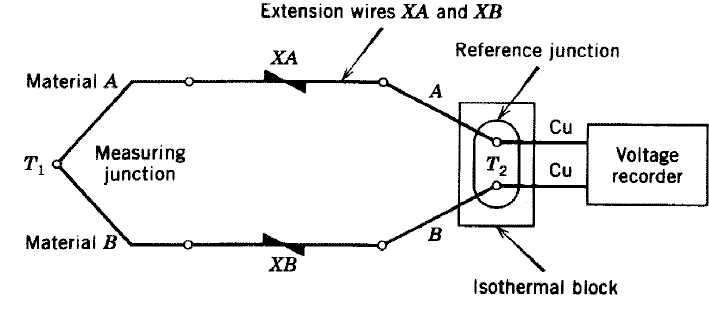 Extension wires XA and XB
XA
Reference junction
Material A
A
Cu
T1
Measuring
junction
T2
Voltage
recorder
Cu
Material B
B
XB
Isothermal block